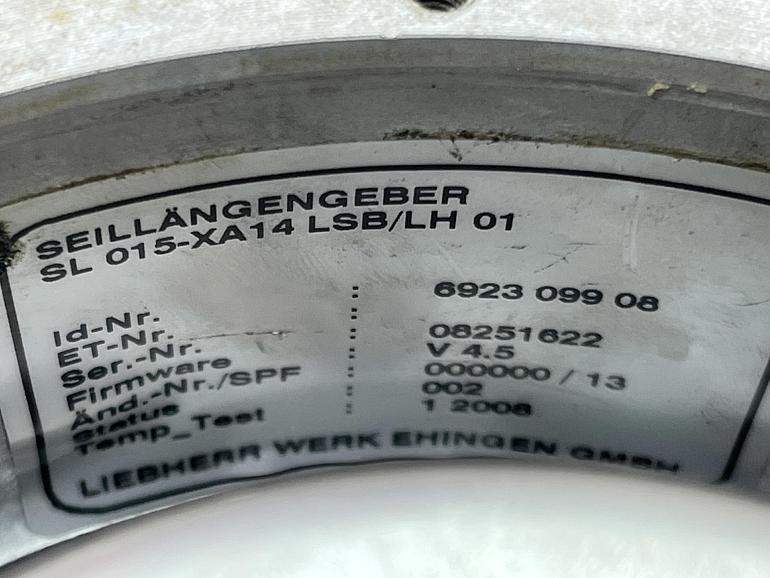 SEILLÄNGENGEBER
SL 015-XA14 LSB/LH 01
Id-Nr. : 6923 099 08
ET-Nr. :
Ser.-Nr. : 08251622
Firmware : V 4.5
Änd.-Nr./SPF : 000000 / 13
Status : 002
Temp_Test : 1 2008
LIEBHERR WERK EHINGEN GMBH